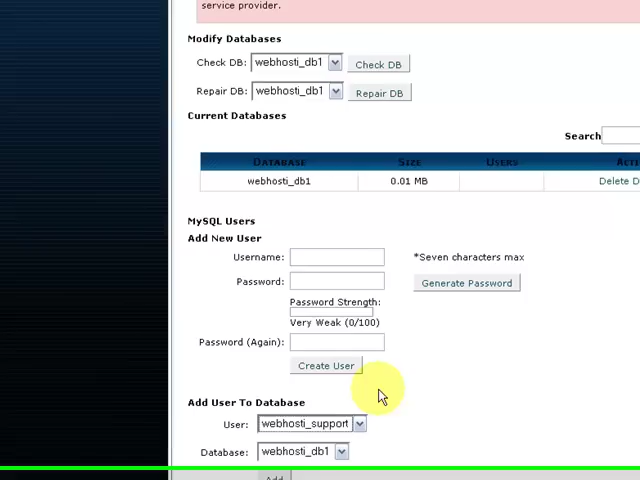 service provider.
Modify Databases
Check DB: webhosti_db1 Check DB
Repair DB: webhosti_db1 Repair DB
Current Databases
Search
DATABASE SIZE USERS
webhosti_db1 0.01 MB Delete D
MySQL Users
Add New User
Username: *Seven characters max
Password: Generate Password
Password Strength:
Very Weak (0/100)
Password (Again):
Create User
Add User To Database
User: webhosti_support
Database: webhosti_db1
Add